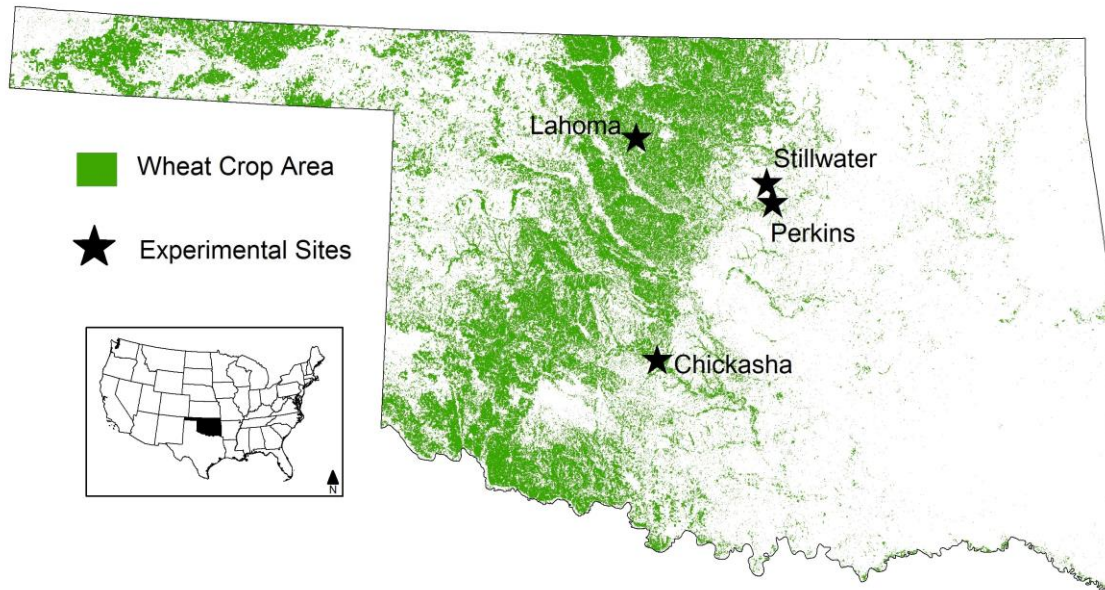 Lahoma
Stillwater
Perkins
Wheat Crop Area
Experimental Sites
Chickasha
N